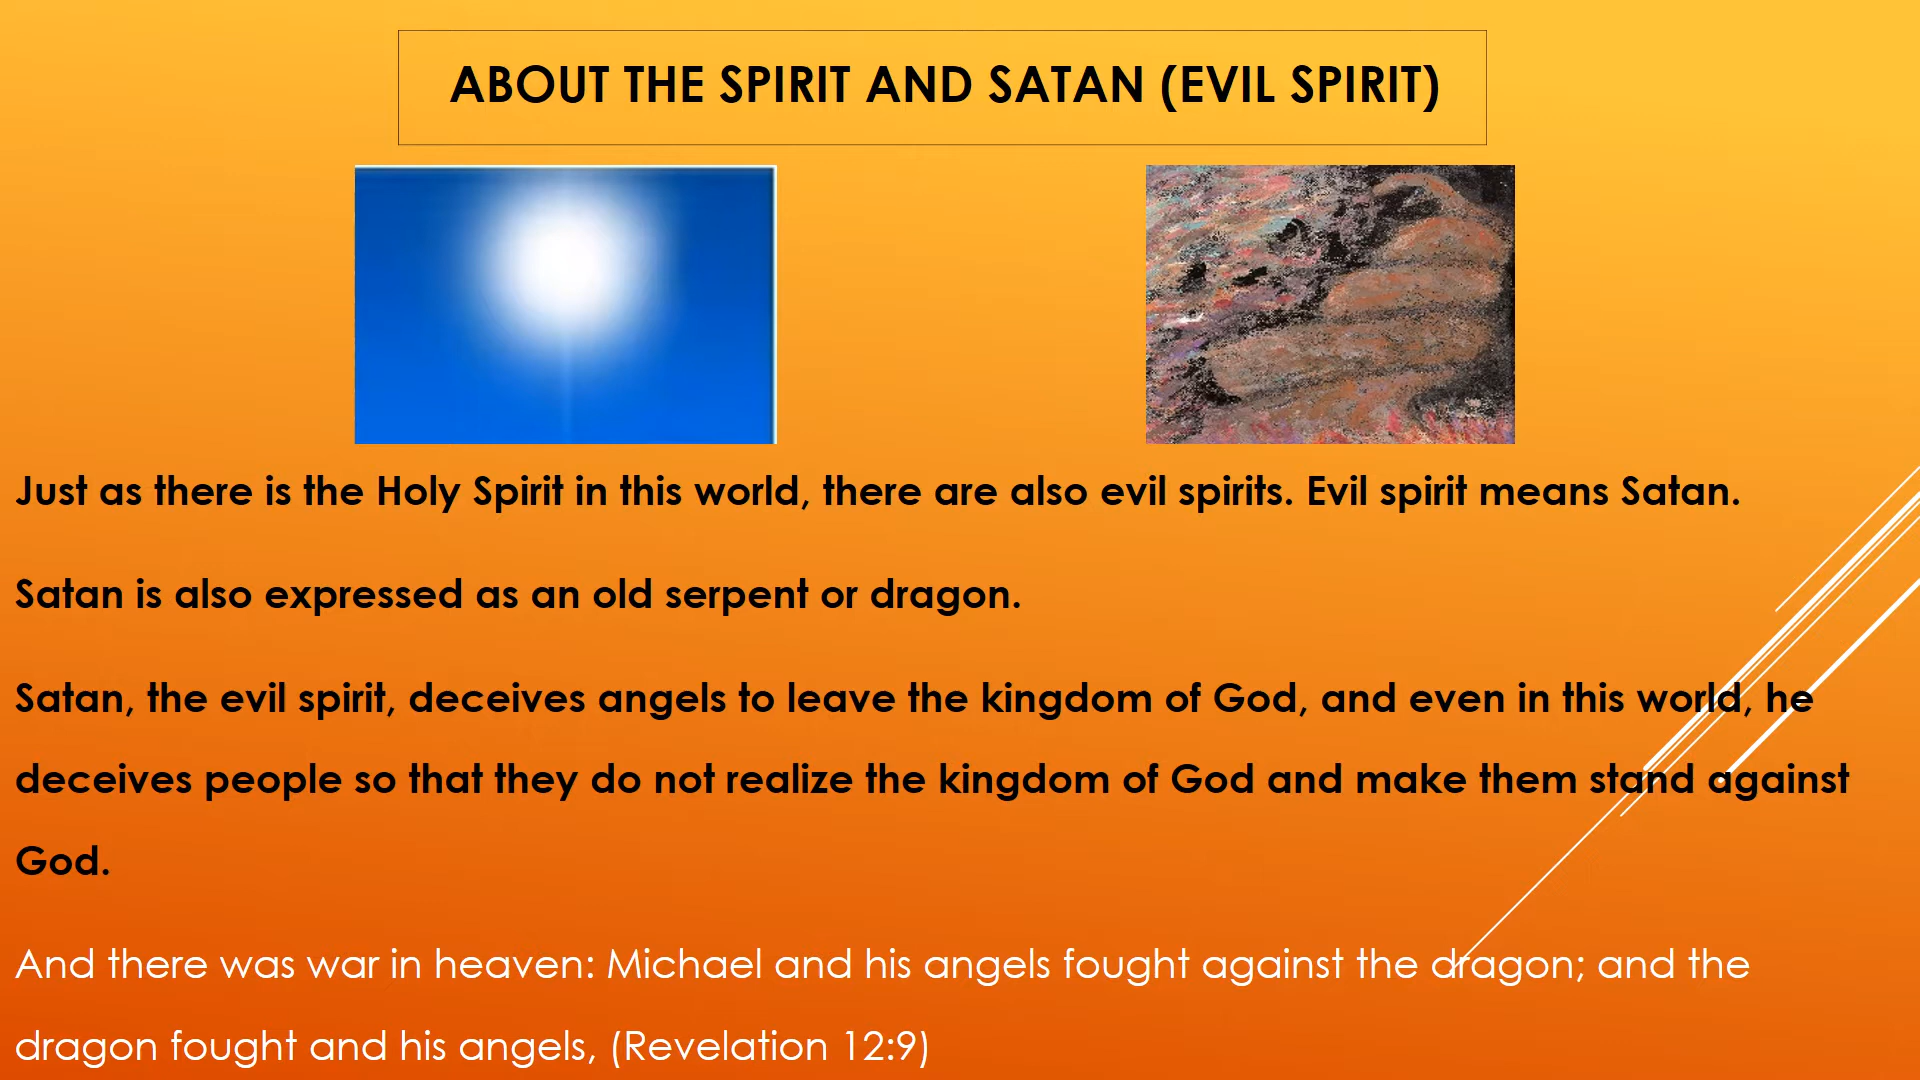 ABOUT THE SPIRIT AND SATAN (EVIL SPIRIT)
Just as there is the Holy Spirit in this world, there are also evil spirits. Evil spirit means Satan.
Satan is also expressed as an old serpent or dragon.
Satan, the evil spirit, deceives angels to leave the kingdom of God, and even in this world, he
deceives people so that they do not realize the kingdom of God and make them stand against
God.
And there was war in heaven: Michael and his angels fought against the dragon; and the
dragon fought and his angels, (Revelation 12:9)